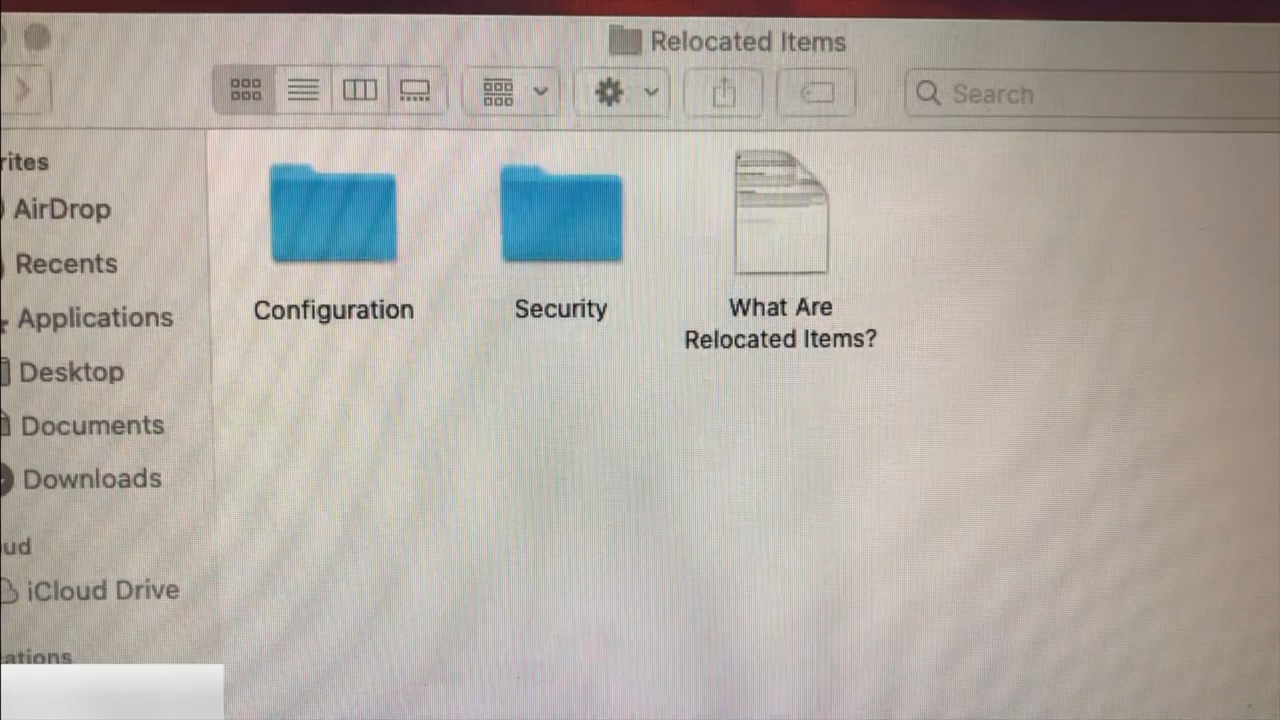 Relocated Items
Search
rites
AirDrop
Recents
Applications
Desktop
Documents
Downloads
ud
iCloud Drive
ations
Configuration
Security
What Are
Relocated Items?